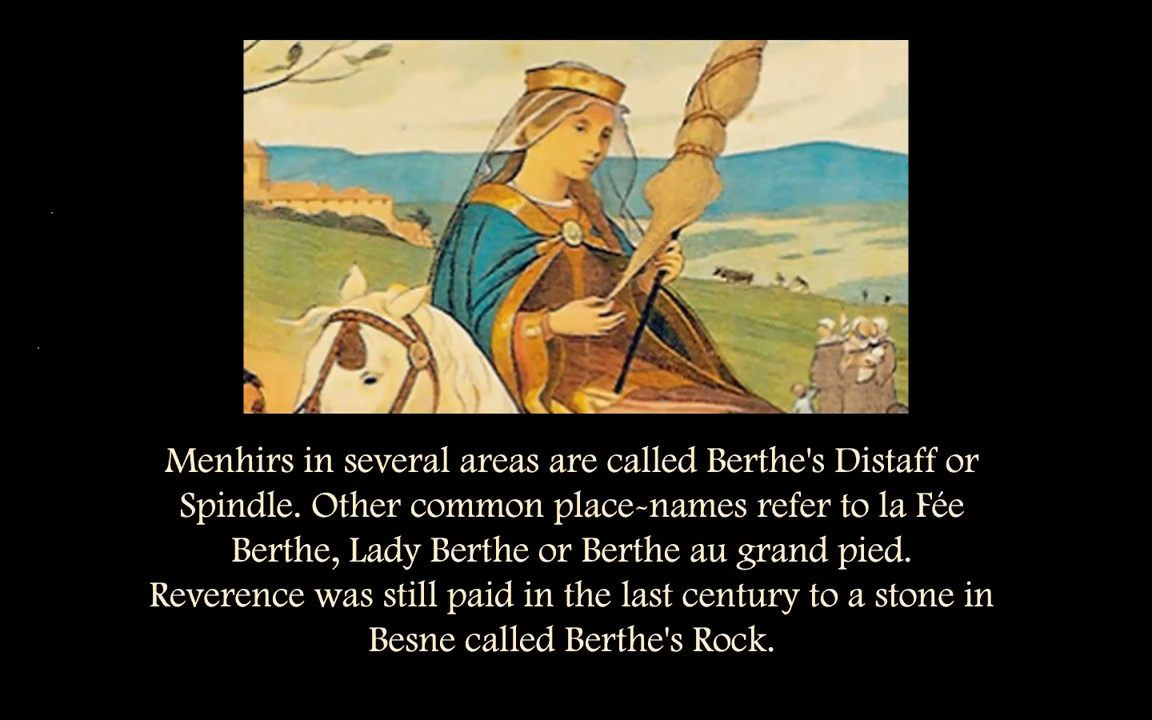 Menhirs in several areas are called Berthe's Distaff or
Spindle. Other common place-names refer to la Fée
Berthe, Lady Berthe or Berthe au grand pied.
Reverence was still paid in the last century to a stone in
Besne called Berthe's Rock.